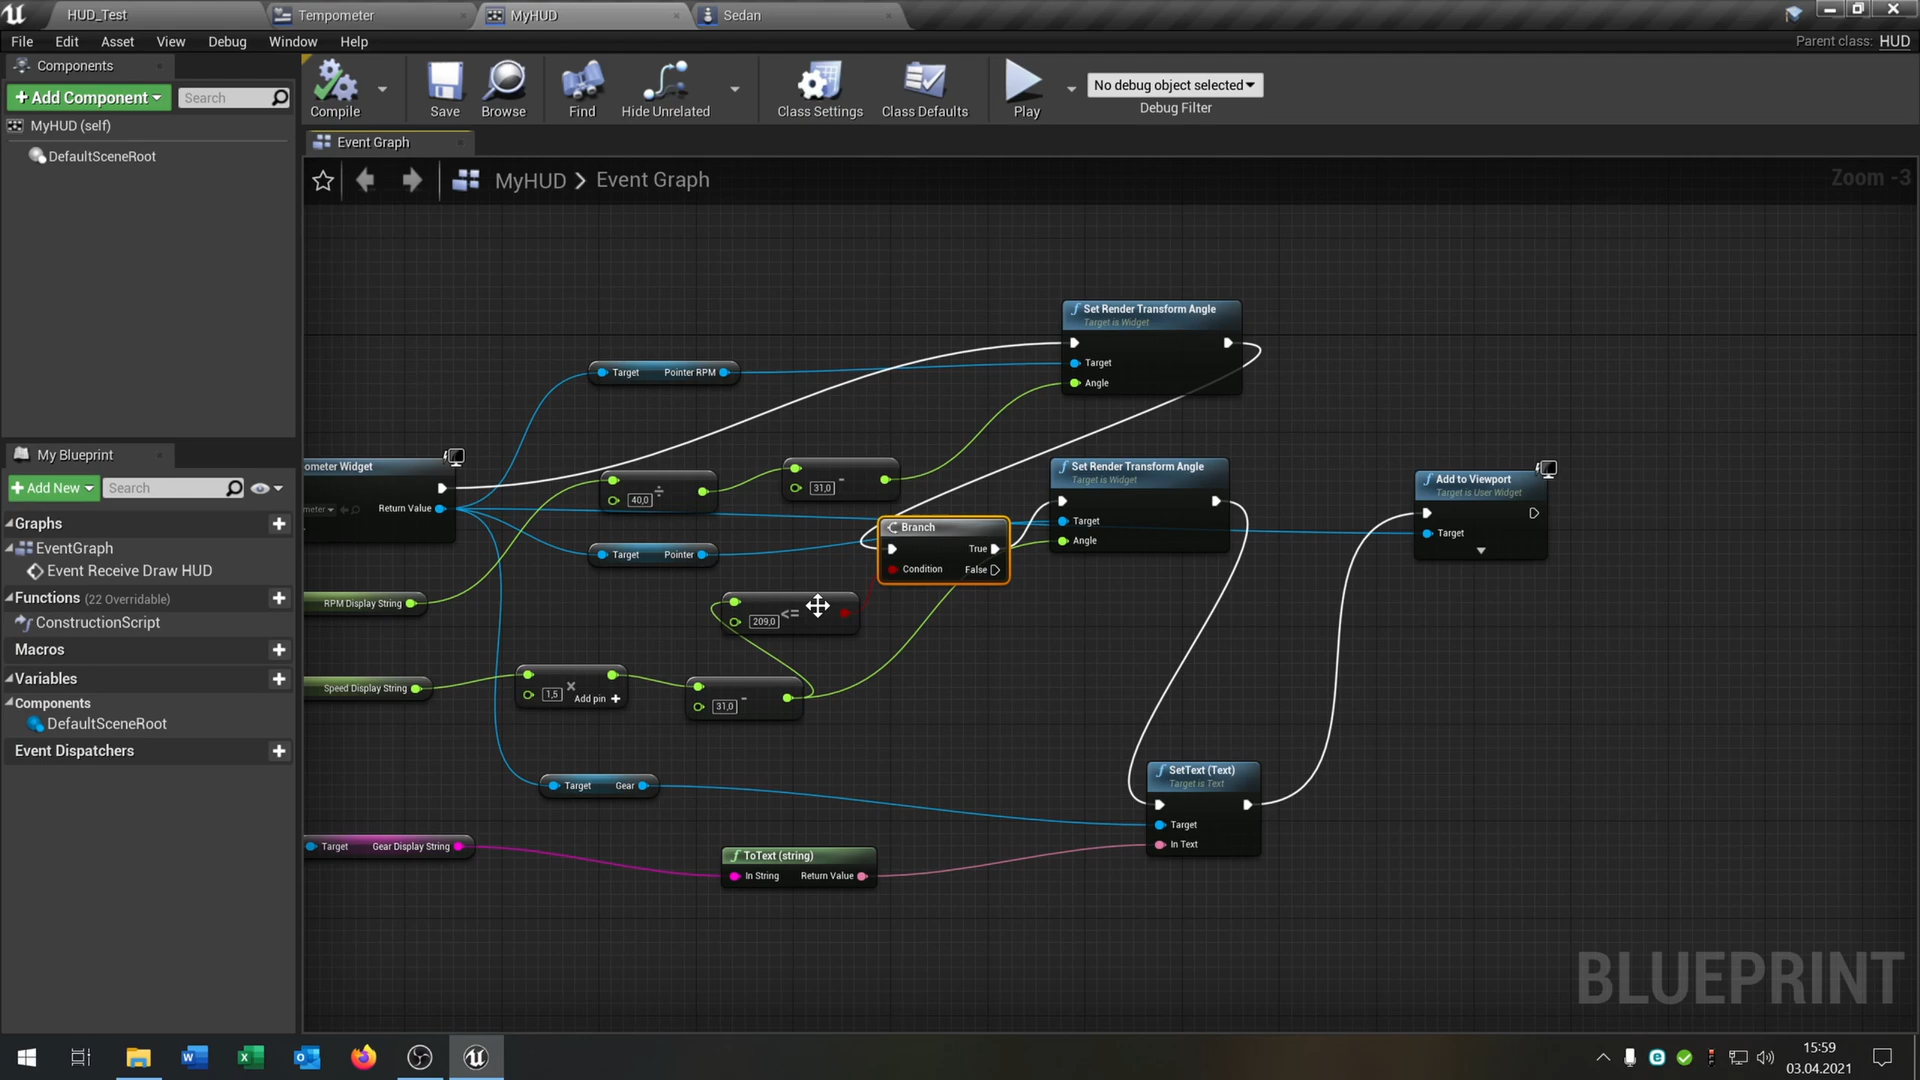 HUD_Test
Tempometer
MyHUD
Sedan
File
Edit
Asset
View
Debug
Window
Help
Parent class: HUD
Components
+ Add Component
Search
MyHUD (self)
DefaultSceneRoot
Compile
Save
Browse
Find
Hide Unrelated
Class Settings
Class Defaults
Play
No debug object selected
Debug Filter
Event Graph
MyHUD > Event Graph
Zoom -3
My Blueprint
+ Add New
Search
Graphs
EventGraph
Event Receive Draw HUD
Functions (22 Overridable)
ConstructionScript
Macros
Variables
Components
DefaultSceneRoot
Event Dispatchers
ometer Widget
meter
Return Value
RPM Display String
Speed Display String
Target Gear Display String
Target Pointer RPM
40,0 ÷
31,0 -
Target Pointer
209,0 <=
1,5 × Add pin +
31,0 -
Target Gear
f ToText (string)
In String Return Value
Branch
True
Condition False
f Set Render Transform Angle
Target is Widget
Target
Angle
f Set Render Transform Angle
Target is Widget
Target
Angle
f SetText (Text)
Target is Text
Target
In Text
f Add to Viewport
Target is User Widget
Target
BLUEPRINT
15:59
03.04.2021